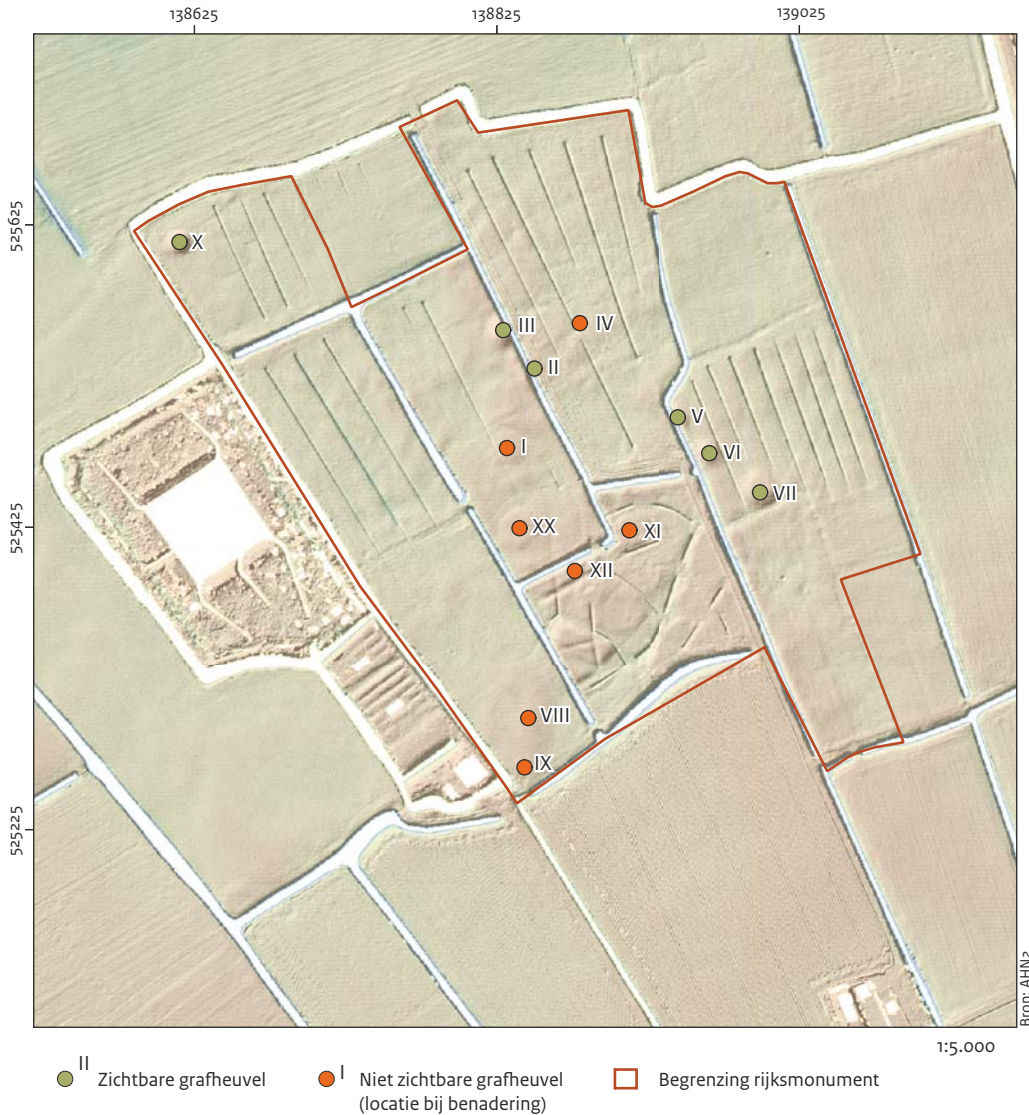 138625
138825
139025
525625
525425
525225
X
III
IV
II
V
I
VI
VII
XX
XI
XII
VIII
IX
Bron: AHN2
1:5.000
II Zichtbare grafheuvel
I Niet zichtbare grafheuvel
(locatie bij benadering)
Begrenzing rijksmonument